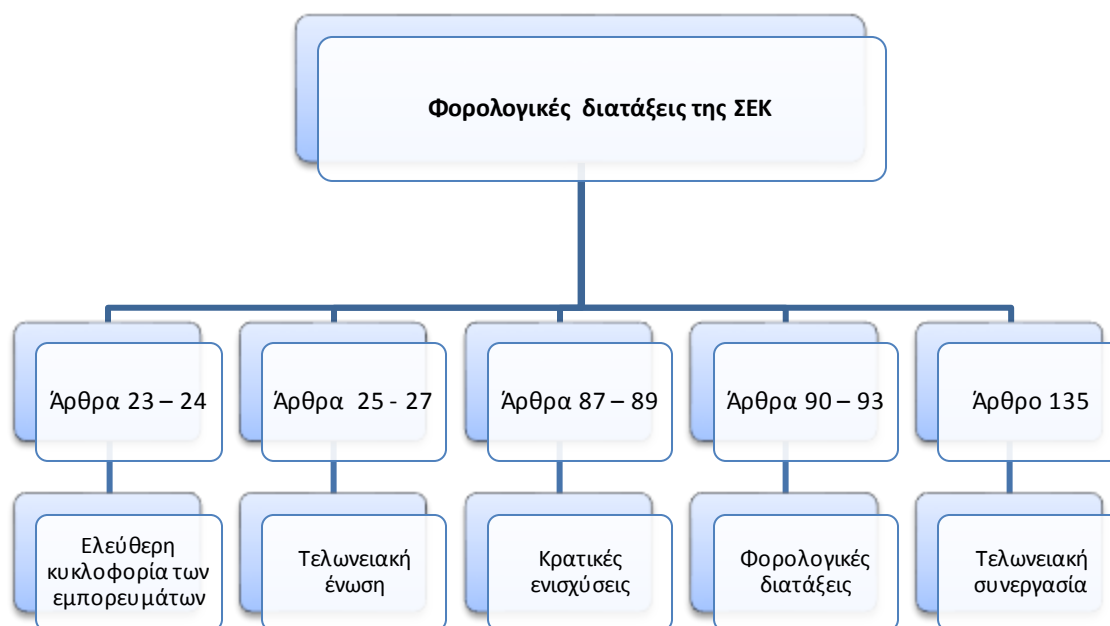 Φορολογικές διατάξεις της ΣΕΚ
Άρθρα 23 – 24
Άρθρα 25 - 27
Άρθρα 87 – 89
Άρθρα 90 – 93
Άρθρο 135
Ελεύθερη
κυκλοφορία των
εμπορευμάτων
Τελωνειακή
ένωση
Κρατικές
ενισχύσεις
Φορολογικές
διατάξεις
Τελωνειακή
συνεργασία